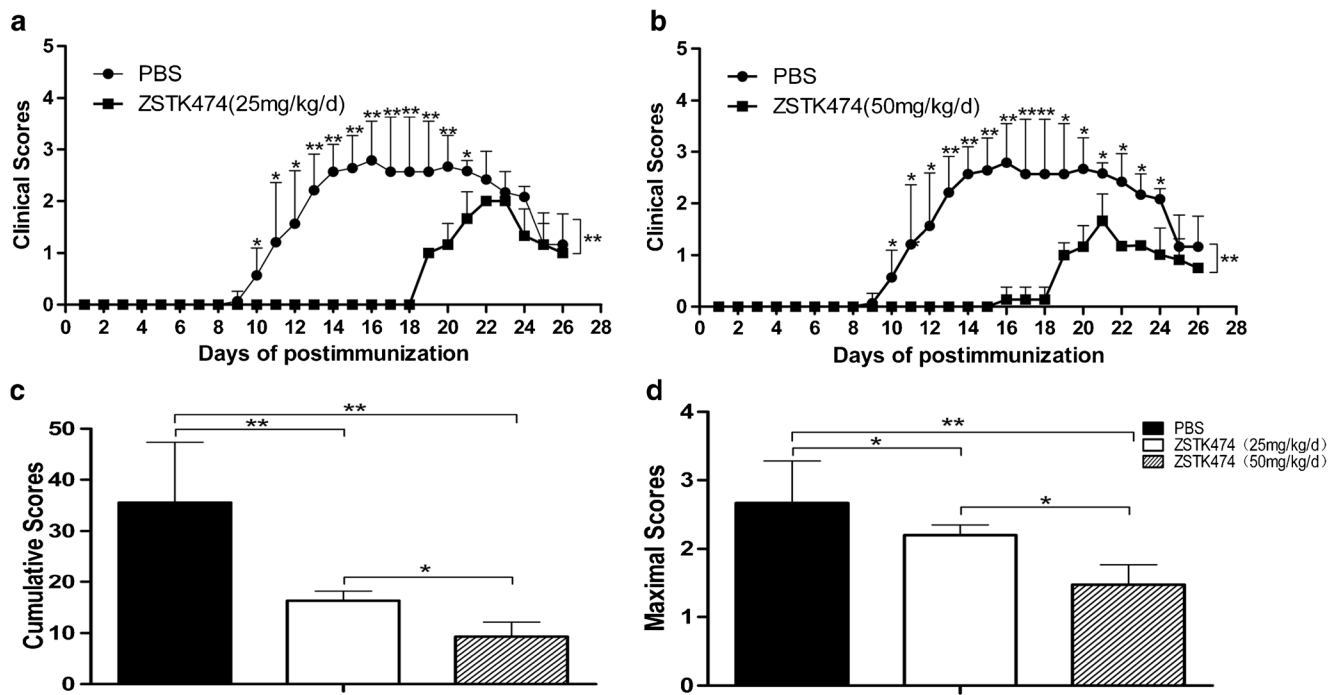 a
5
4
3
2
1
0
Clinical Scores
PBS
ZSTK474(25mg/kg/d)
* * * ** ** ** ** **** ** ** *
**
0 2 4 6 8 10 12 14 16 18 20 22 24 26 28
Days of postimmunization
b
5
4
3
2
1
0
Clinical Scores
PBS
ZSTK474(50mg/kg/d)
* * * ** ** ** ** **** * * * * * *
**
0 2 4 6 8 10 12 14 16 18 20 22 24 26 28
Days of postimmunization
c
50
40
30
20
10
0
Cumulative Scores
**
**
*
d
4
3
2
1
0
Maximal Scores
**
*
*
PBS
ZSTK474（25mg/kg/d）
ZSTK474（50mg/kg/d）